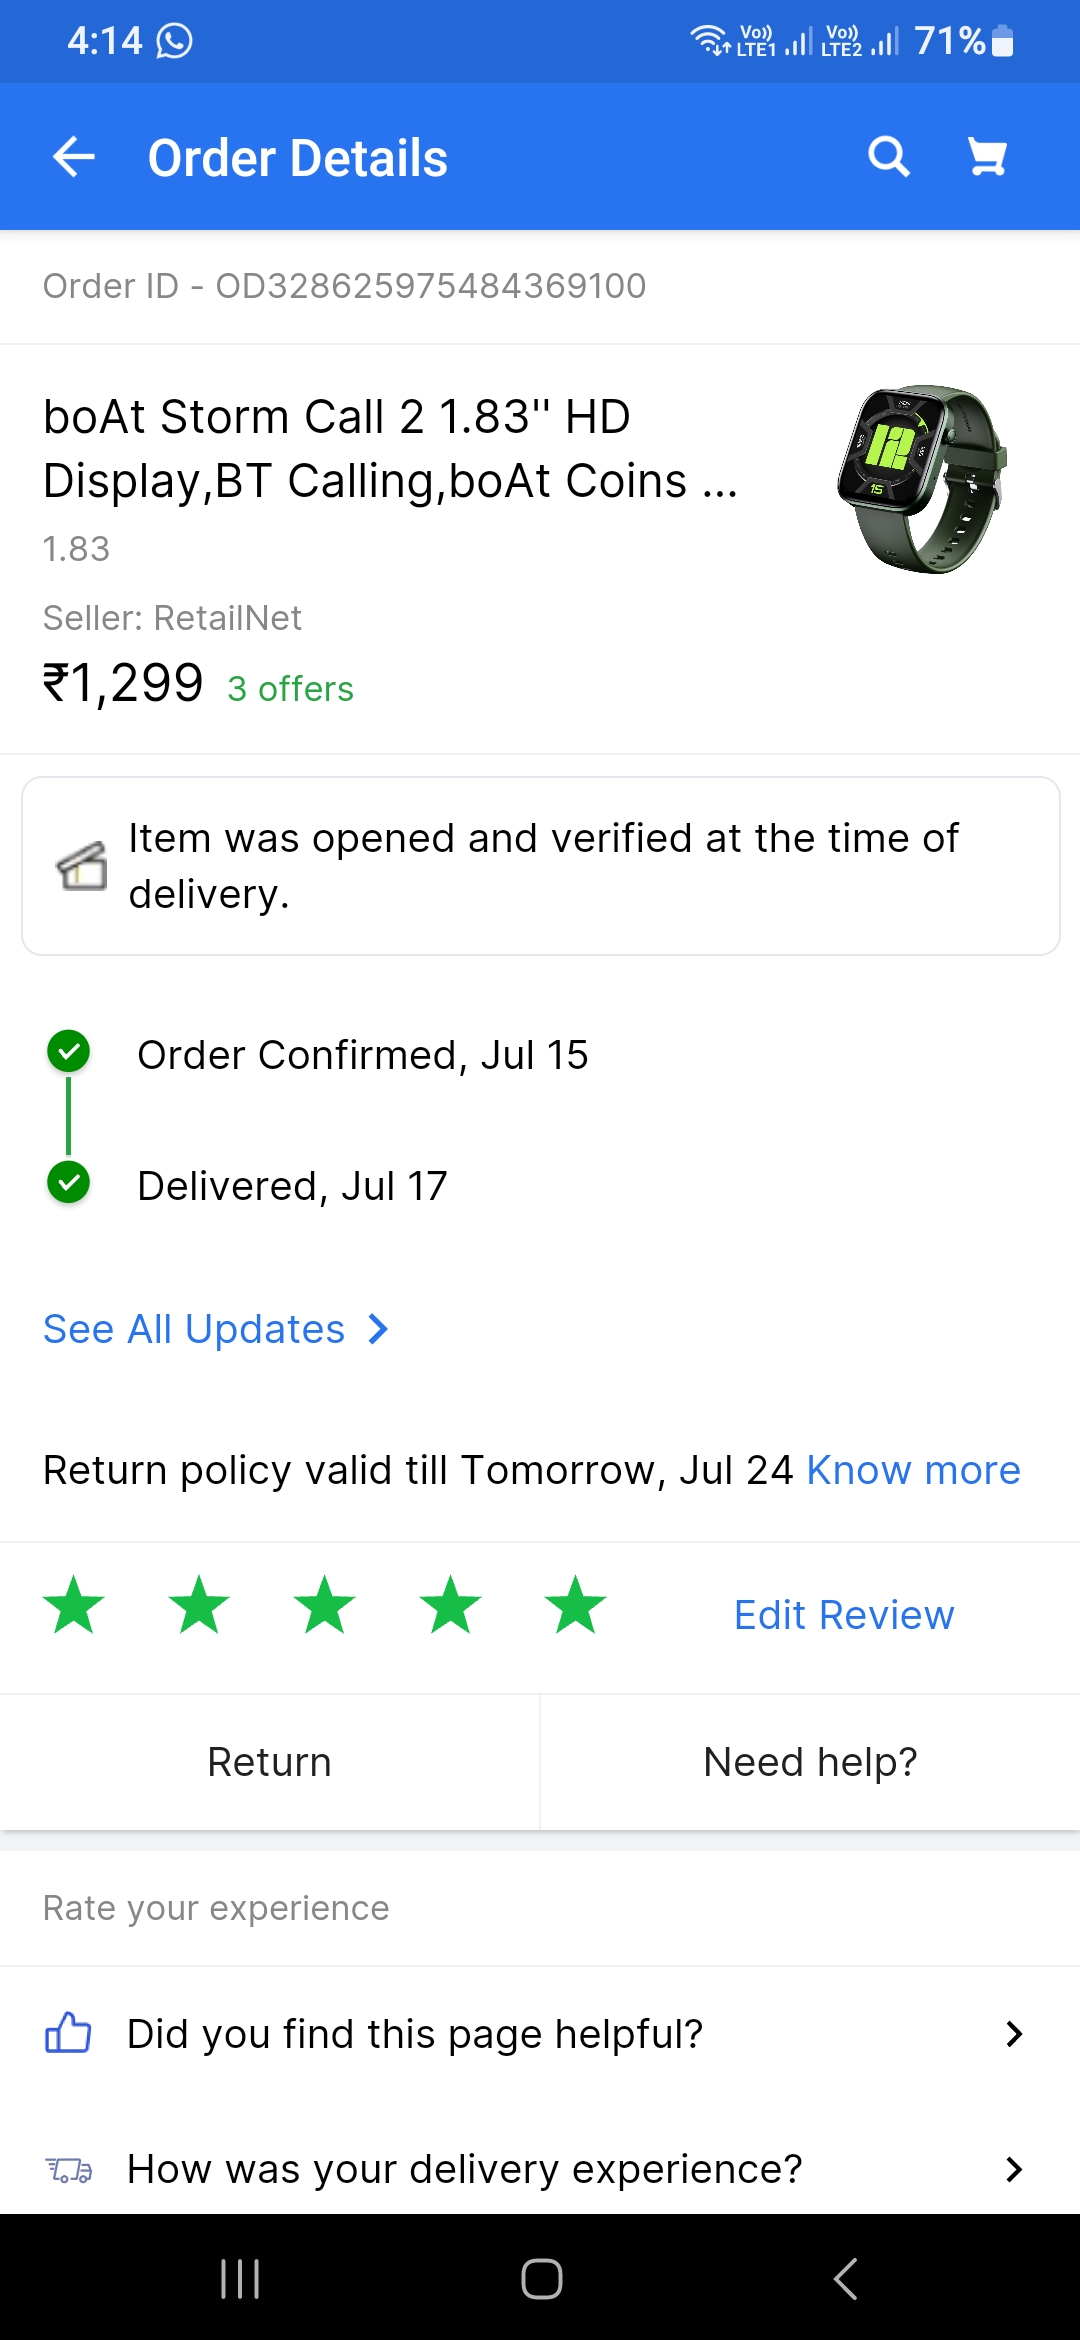 4:14
Vo)) LTE1 Vo)) LTE2 71%
Order Details
Order ID - OD328625975484369100
boAt Storm Call 2 1.83" HD
Display,BT Calling,boAt Coins ...
1.83
Seller: RetailNet
₹1,299 3 offers
12
15
Item was opened and verified at the time of
delivery.
Order Confirmed, Jul 15
Delivered, Jul 17
See All Updates
Return policy valid till Tomorrow, Jul 24 Know more
Edit Review
Return
Need help?
Rate your experience
Did you find this page helpful?
How was your delivery experience?